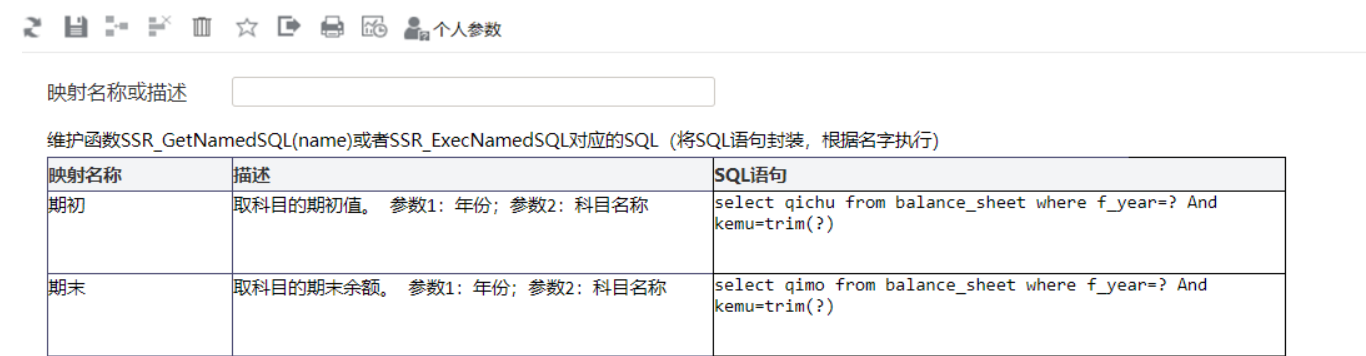 个人参数
映射名称或描述
维护函数SSR_GetNamedSQL(name)或者SSR_ExecNamedSQL对应的SQL（将SQL语句封装，根据名字执行）
映射名称 描述 SQL语句
期初 取科目的期初值。 参数1：年份；参数2：科目名称 select qichu from balance_sheet where f_year=? And
kemu=trim(?)
期末 取科目的期末余额。 参数1：年份；参数2：科目名称 select qimo from balance_sheet where f_year=? And
kemu=trim(?)